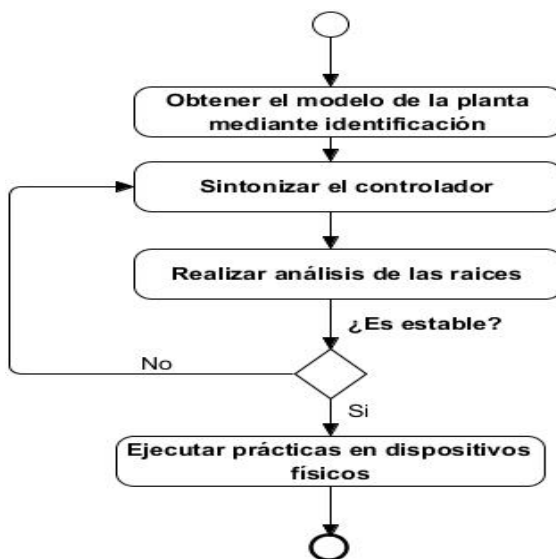 Obtener el modelo de la planta
mediante identificación
Sintonizar el controlador
Realizar análisis de las raices
¿Es estable?
No
Si
Ejecutar prácticas en dispositivos
físicos